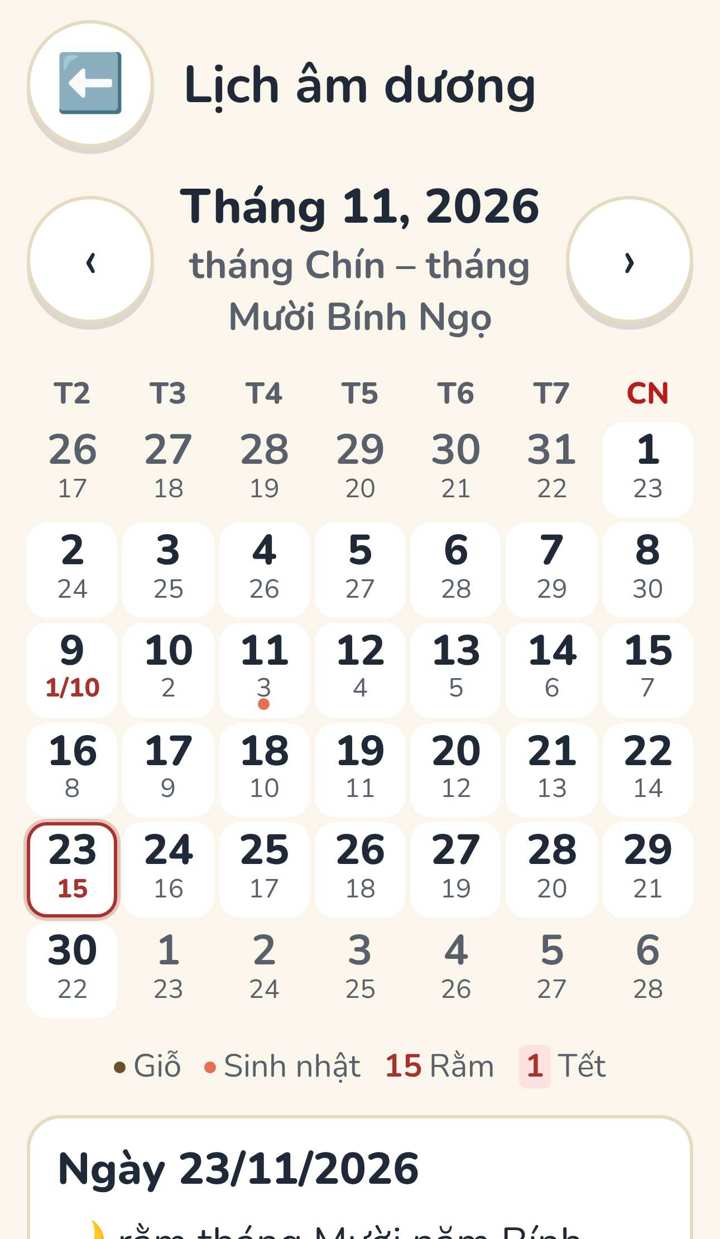 Lịch âm dương
Tháng 11, 2026
tháng Chín – tháng
Mười Bính Ngọ
‹ ›
T2 T3 T4 T5 T6 T7 CN
26 27 28 29 30 31 1
17 18 19 20 21 22 23
2 3 4 5 6 7 8
24 25 26 27 28 29 30
9 10 11 12 13 14 15
1/10 2 3 4 5 6 7
16 17 18 19 20 21 22
8 9 10 11 12 13 14
23 24 25 26 27 28 29
15 16 17 18 19 20 21
30 1 2 3 4 5 6
22 23 24 25 26 27 28
Giỗ Sinh nhật 15 Rằm 1 Tết
Ngày 23/11/2026
rằm tháng Mười năm Bính